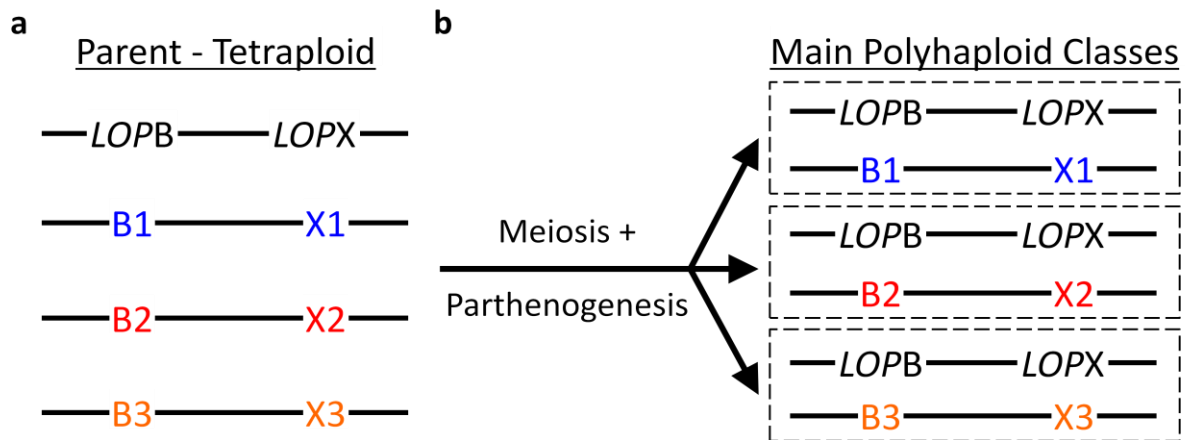 a
Parent - Tetraploid
LOPB LOPX
B1 X1
B2 X2
B3 X3
b
Meiosis +
Parthenogenesis
Main Polyhaploid Classes
LOPB LOPX
B1 X1
LOPB LOPX
B2 X2
LOPB LOPX
B3 X3